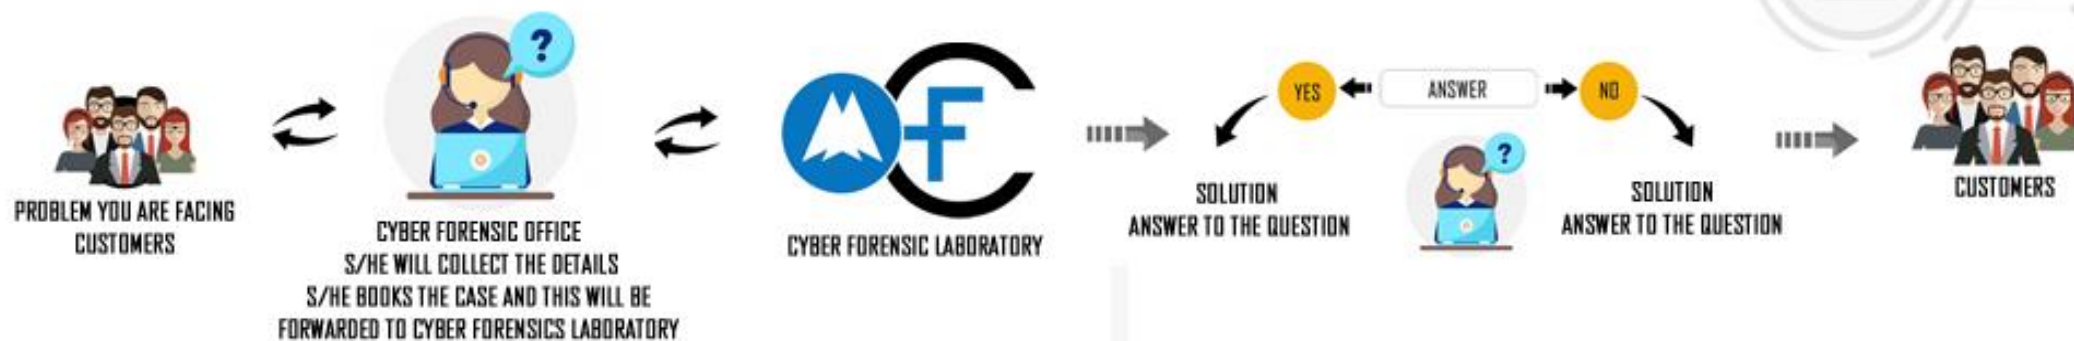 PROBLEM YOU ARE FACING
CUSTOMERS
?
CYBER FORENSIC OFFICE
S/HE WILL COLLECT THE DETAILS
S/HE BOOKS THE CASE AND THIS WILL BE
FORWARDED TO CYBER FORENSICS LABORATORY
CF
CYBER FORENSIC LABORATORY
YES
ANSWER
NO
SOLUTION
ANSWER TO THE QUESTION
?
SOLUTION
ANSWER TO THE QUESTION
CUSTOMERS